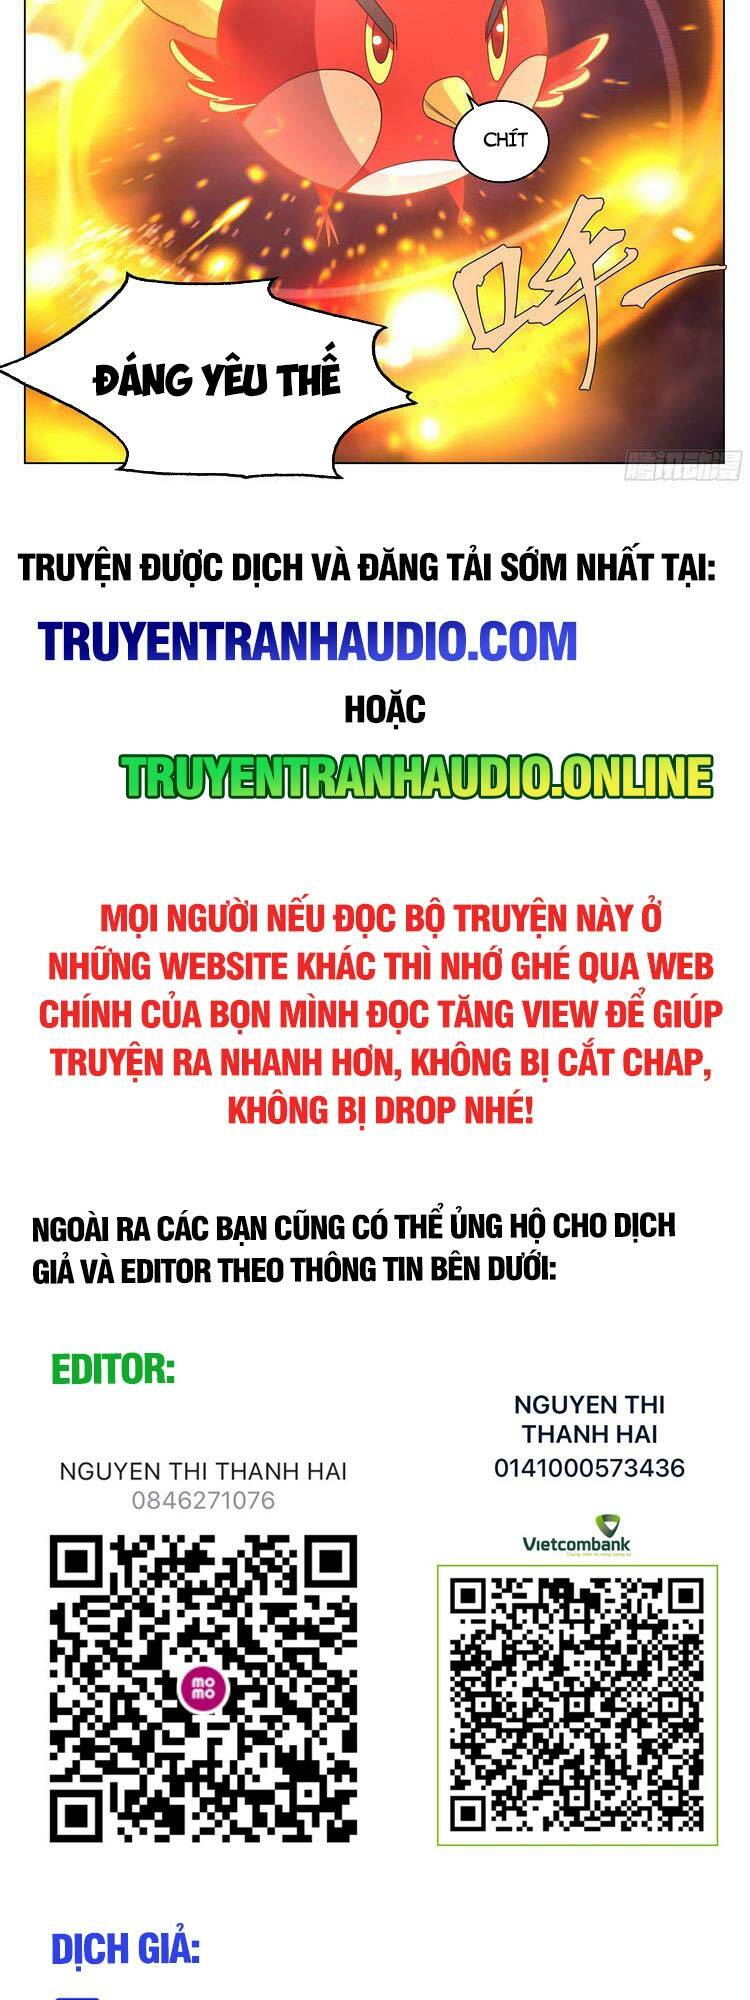 CHÍT
咩一
ĐÁNG YÊU THẾ
腾讯动漫
TRUYỆN ĐƯỢC DỊCH VÀ ĐĂNG TẢI SỚM NHẤT TẠI:
TRUYENTRANHAUDIO.COM
HOẶC
TRUYENTRANHAUDIO.ONLINE
MỌI NGƯỜI NẾU ĐỌC BỘ TRUYỆN NÀY Ở
NHỮNG WEBSITE KHÁC THÌ NHỚ GHÉ QUA WEB
CHÍNH CỦA BỌN MÌNH ĐỌC TĂNG VIEW ĐỂ GIÚP
TRUYỆN RA NHANH HƠN, KHÔNG BỊ CẮT CHAP,
KHÔNG BỊ DROP NHÉ!
NGOÀI RA CÁC BẠN CŨNG CÓ THỂ ỦNG HỘ CHO DỊCH
GIẢ VÀ EDITOR THEO THÔNG TIN BÊN DƯỚI:
EDITOR:
NGUYEN THI THANH HAI
0846271076
mo
mo
NGUYEN THI
THANH HAI
0141000573436
Vietcombank
DỊCH GIẢ: